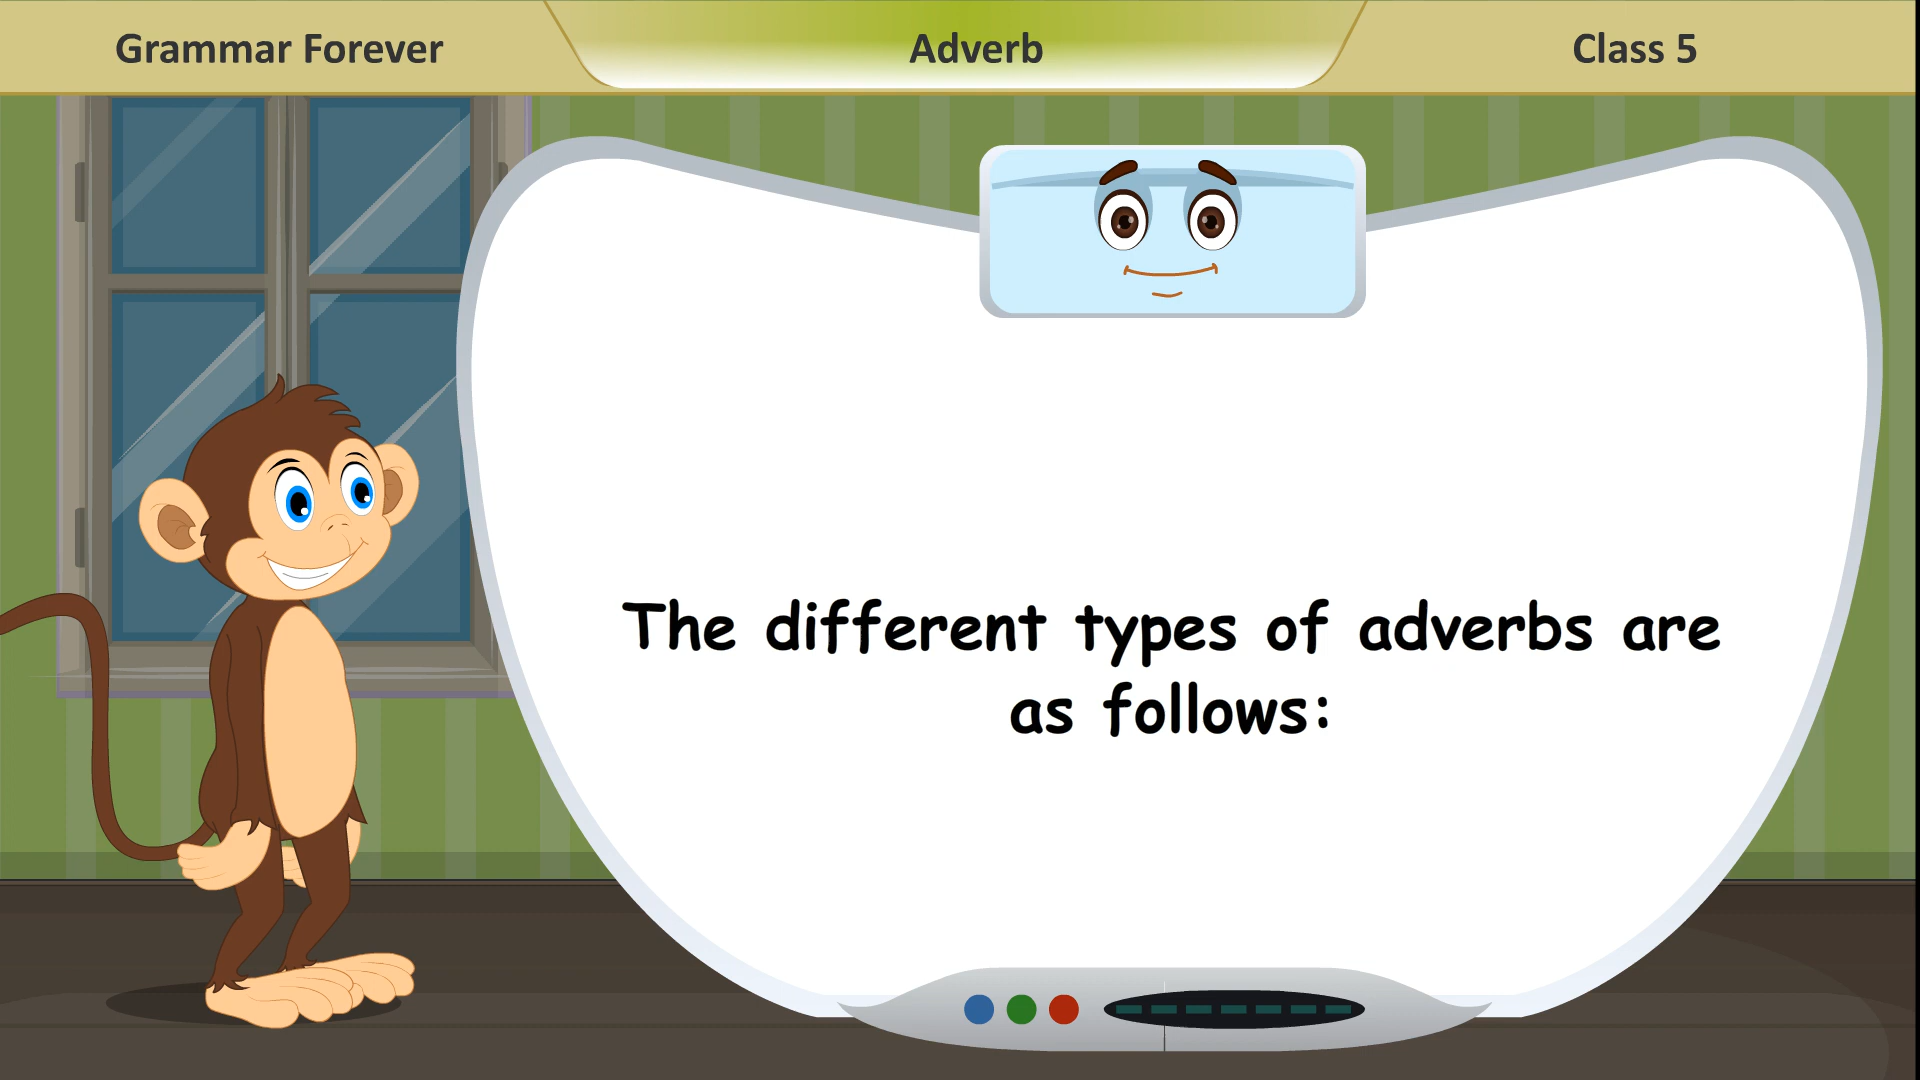 Grammar Forever
Adverb
Class 5
The different types of adverbs are
as follows: